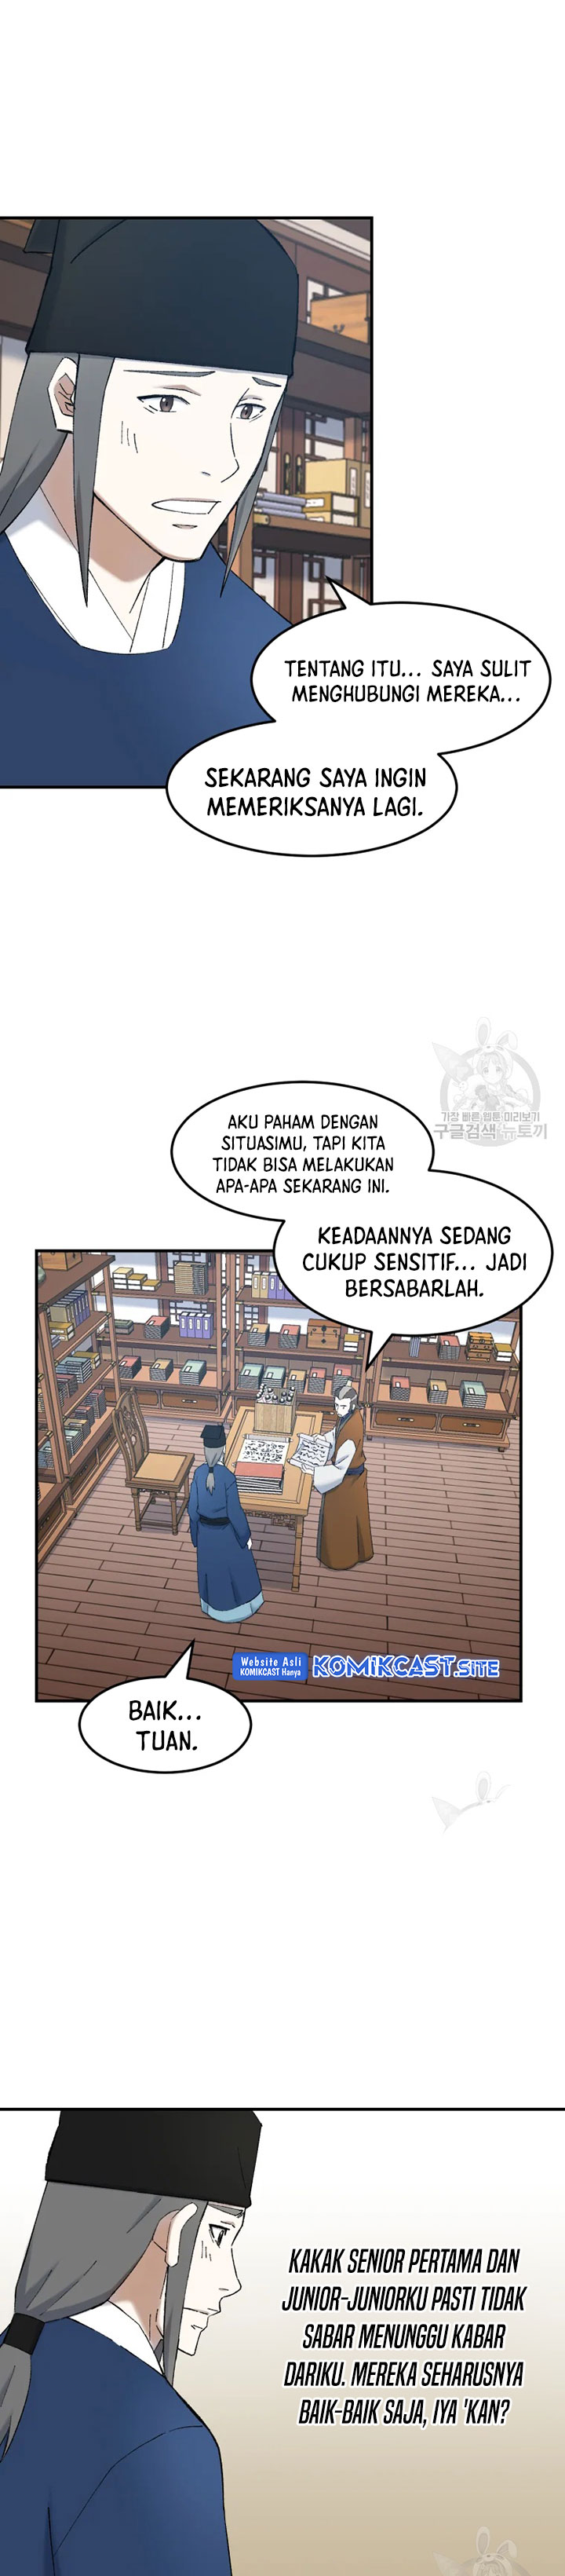 TENTANG ITU... SAYA SULIT
MENGHUBUNGI MEREKA...
SEKARANG SAYA INGIN
MEMERIKSANYA LAGI.
가장 빠른 웹툰 미리보기
구글검색 뉴토끼
AKU PAHAM DENGAN
SITUASIMU, TAPI KITA
TIDAK BISA MELAKUKAN
APA-APA SEKARANG INI.
KEADAANNYA SEDANG
CUKUP SENSITIF... JADI
BERSABARLAH.
Website Asli
KOMIKCAST Hanya
KOMIKCAST.SITE
BAIK...
TUAN.
KAKAK SENIOR PERTAMA DAN
JUNIOR-JUNIORKU PASTI TIDAK
SABAR MENUNGGU KABAR
DARIKU. MEREKA SEHARUSNYA
BAIK-BAIK SAJA, IYA 'KAN?